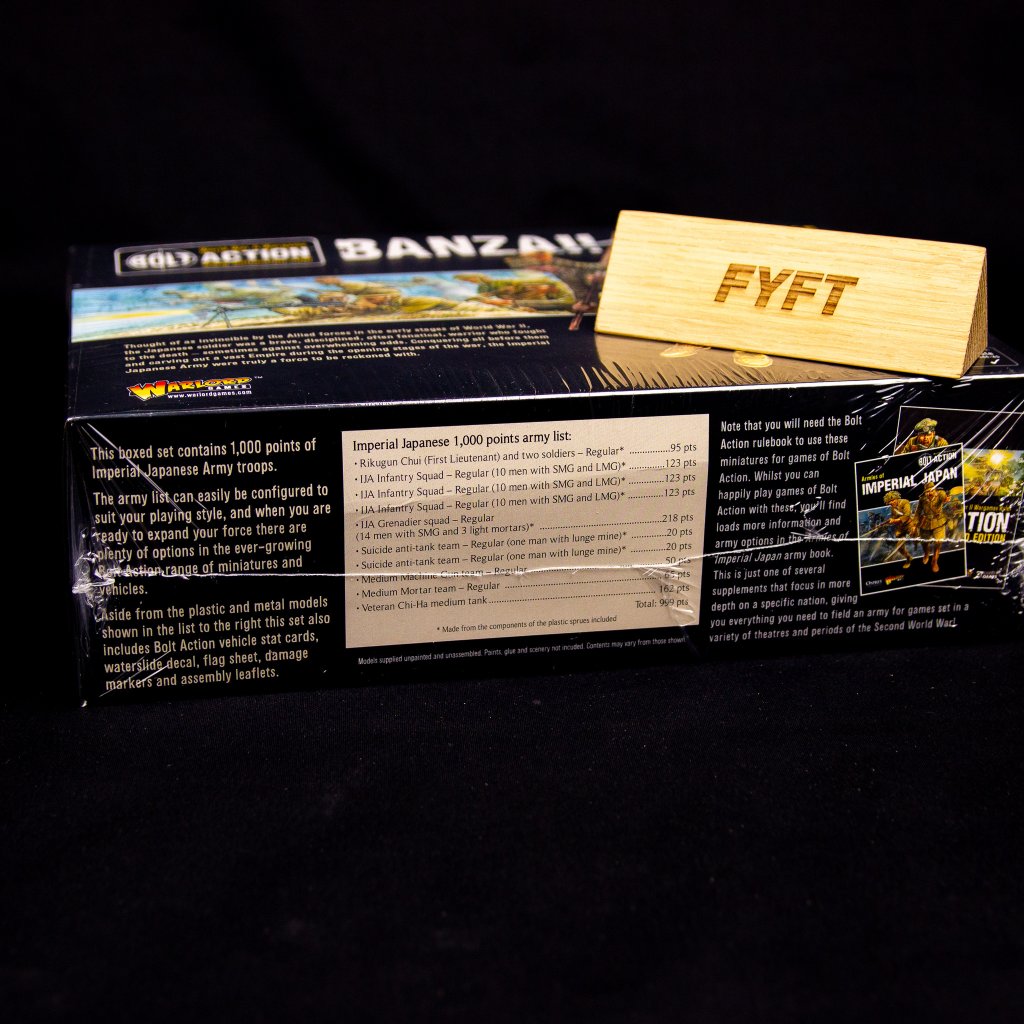 BOLT ACTION
BANZAI!
FYFT
Thought of as invincible by the Allied forces in the early stages of World War II,
the Japanese soldier was a brave, disciplined, often fanatical, warrior who fought
to the death – sometimes against overwhelming odds. Conquering all before them
and carving out a vast Empire during the opening stages of the war, the Imperial
Japanese Army were truly a force to be reckoned with.
WARLORD™
GAMES
www.warlordgames.com
This boxed set contains 1,000 points of
Imperial Japanese Army troops.
The army list can easily be configured to
suit your playing style, and when you are
ready to expand your force there are
plenty of options in the ever-growing
Bolt Action range of miniatures and
vehicles.
Aside from the plastic and metal models
shown in the list to the right this set also
includes Bolt Action vehicle stat cards,
waterslide decal, flag sheet, damage
markers and assembly leaflets.
Imperial Japanese 1,000 points army list:
• Rikugun Chui (First Lieutenant) and two soldiers – Regular* ..............95 pts
• IJA Infantry Squad – Regular (10 men with SMG and LMG)* ..............123 pts
• IJA Infantry Squad – Regular (10 men with SMG and LMG)* ..............123 pts
• IJA Infantry Squad – Regular (10 men with SMG and LMG)* ..............123 pts
• IJA Grenadier squad – Regular
(14 men with SMG and 3 light mortars)* ..............218 pts
• Suicide anti-tank team – Regular (one man with lunge mine)* ..............20 pts
• Suicide anti-tank team – Regular (one man with lunge mine)* ..............20 pts
• Medium Machine Gun team – Regular ..............50 pts
• Medium Mortar team – Regular .............. pts
• Veteran Chi-Ha medium tank ..............162 pts
Total: 999 pts
* Made from the components of the plastic sprues included
Models supplied unpainted and unassembled. Paints, glue and scenery not included. Contents may vary from those shown
Note that you will need the Bolt
Action rulebook to use these
miniatures for games of Bolt
Action. Whilst you can
happily play games of Bolt
Action with these, you'll find
loads more information and
army options in the Armies of
Imperial Japan army book.
This is just one of several
supplements that focus in more
depth on a specific nation, giving
you everything you need to field an army for games set in a
variety of theatres and periods of the Second World War.
BOLT ACTION
Armies of
IMPERIAL JAPAN
TION
EDITION